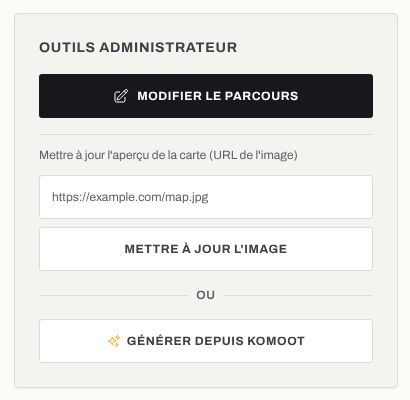 OUTILS ADMINISTRATEUR
MODIFIER LE PARCOURS
Mettre à jour l'aperçu de la carte (URL de l'image)
https://example.com/map.jpg
METTRE À JOUR L'IMAGE
OU
GÉNÉRER DEPUIS KOMOOT